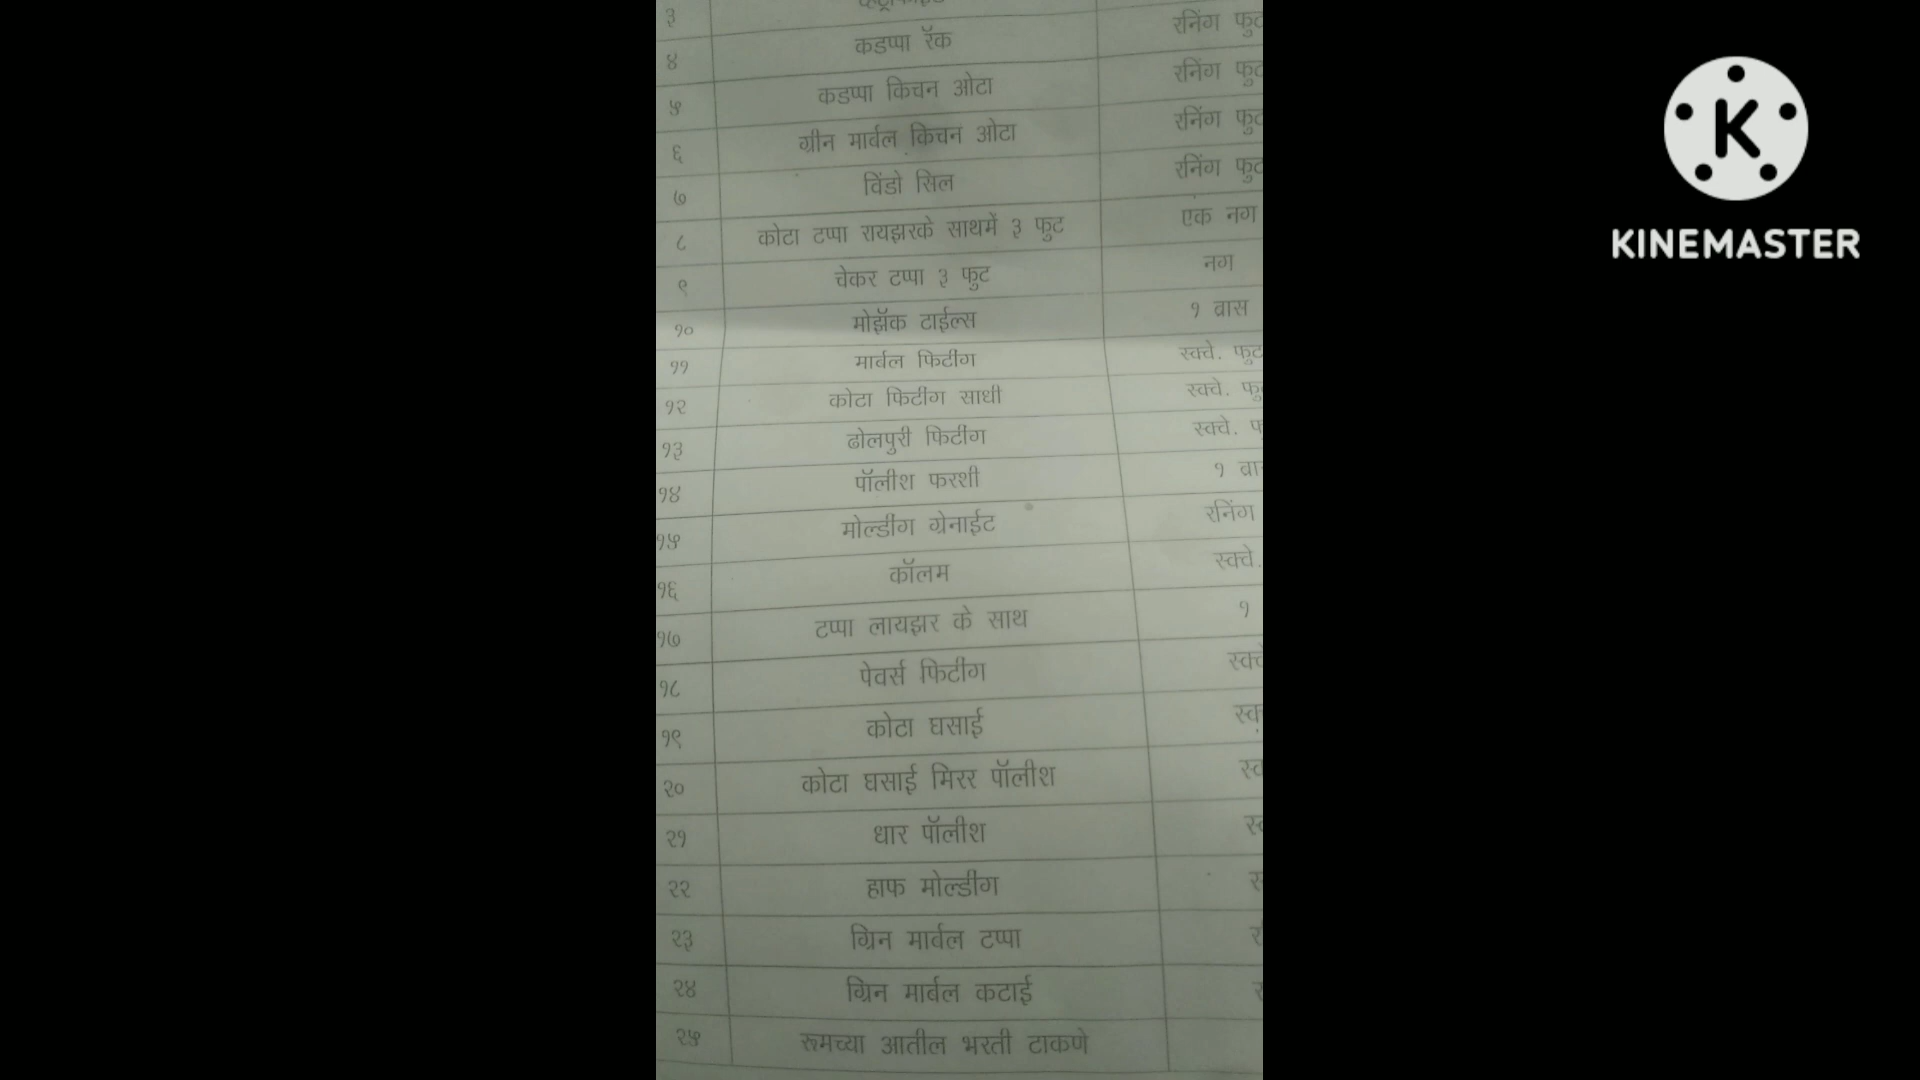 ३
४ कडप्पा रॅक रनिंग
५ कडप्पा किचन ओटा रनिंग
६ ग्रीन मार्बल किचन ओटा रनिंग
७ विंडो सिल रनिंग
८ कोटा टप्पा रायझरके साथमें ३ फुट एक नग
९ चेकर टप्पा ३ फुट नग
१० मोझॅक टाईल्स १ ब्रास
११ मार्बल फिटींग स्क्वे. फुट
१२ कोटा फिटींग साधी स्क्वे.
१३ ढोलपुरी फिटींग स्क्वे.
१४ पॉलीश फरशी १
१५ मोल्डींग ग्रेनाईट रनिंग
१६ कॉलम स्क्वे.
१७ टप्पा लायझर के साथ १
१८ पेवर्स फिटींग
१९ कोटा घसाई
२० कोटा घसाई मिरर पॉलीश
२१ धार पॉलीश
२२ हाफ मोल्डींग
२३ ग्रिन मार्बल टप्पा
२४ ग्रिन मार्बल कटाई
२५ रूमच्या आतील भरती टाकणे
K
KINEMASTER